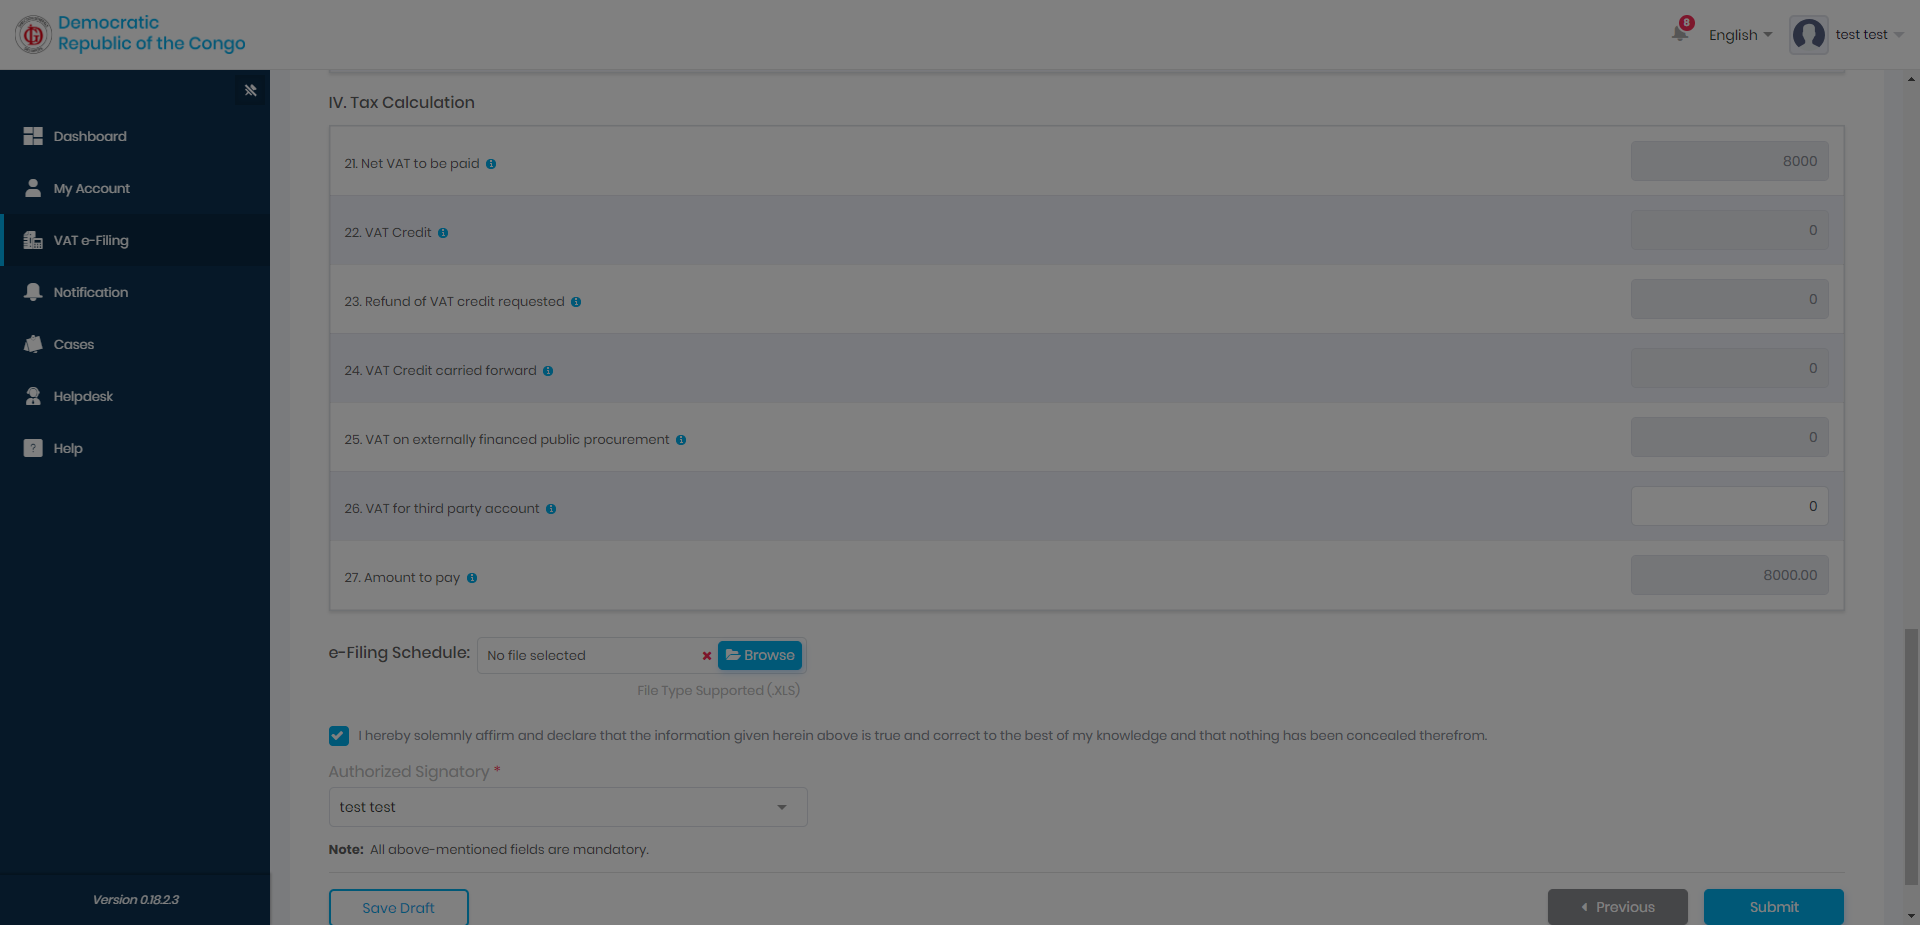 Democratic
Republic of the Congo
8
English
test test
Dashboard
My Account
VAT e-Filing
Notification
Cases
Helpdesk
? Help
Version 0.18.2.3
IV. Tax Calculation
21. Net VAT to be paid 8000
22. VAT Credit 0
23. Refund of VAT credit requested 0
24. VAT Credit carried forward 0
25. VAT on externally financed public procurement 0
26. VAT for third party account 0
27. Amount to pay 8000.00
e-Filing Schedule: No file selected Browse
File Type Supported (.XLS)
I hereby solemnly affirm and declare that the information given herein above is true and correct to the best of my knowledge and that nothing has been concealed therefrom.
Authorized Signatory *
test test
Note: All above-mentioned fields are mandatory.
Save Draft Previous Submit